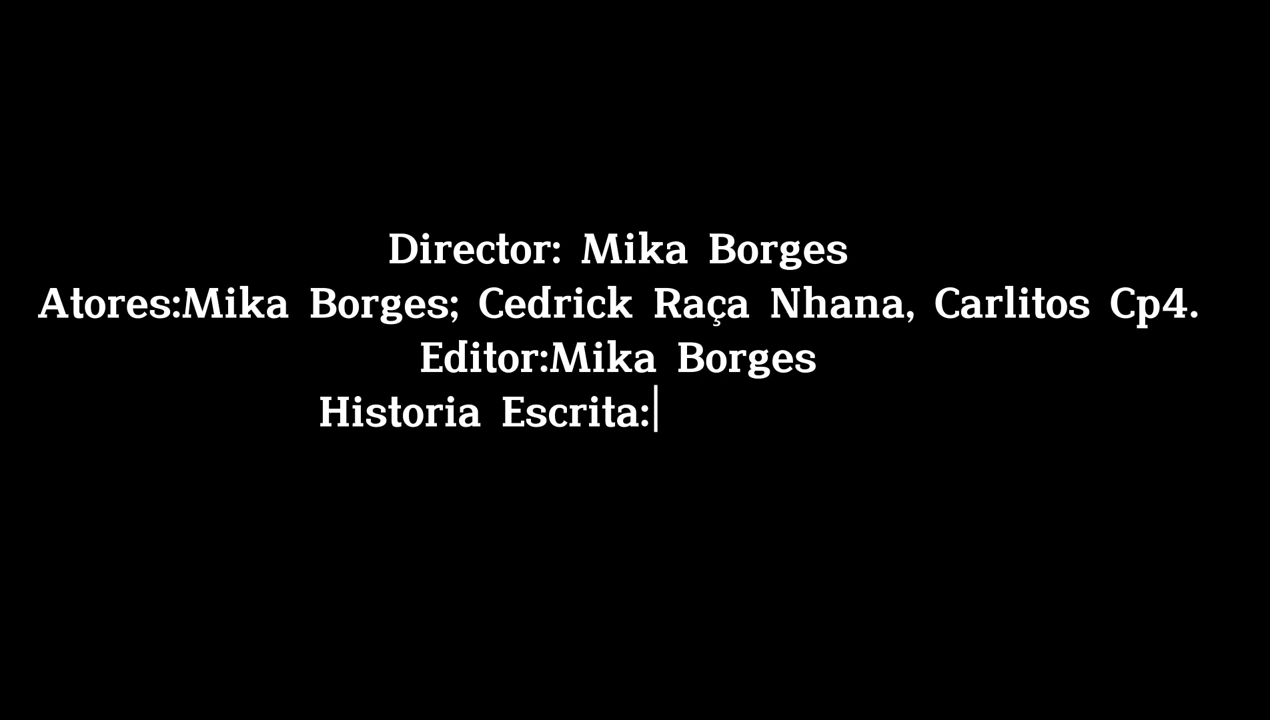 Director: Mika Borges
Atores:Mika Borges; Cedrick Raça Nhana, Carlitos Cp4.
Editor:Mika Borges
Historia Escrita: